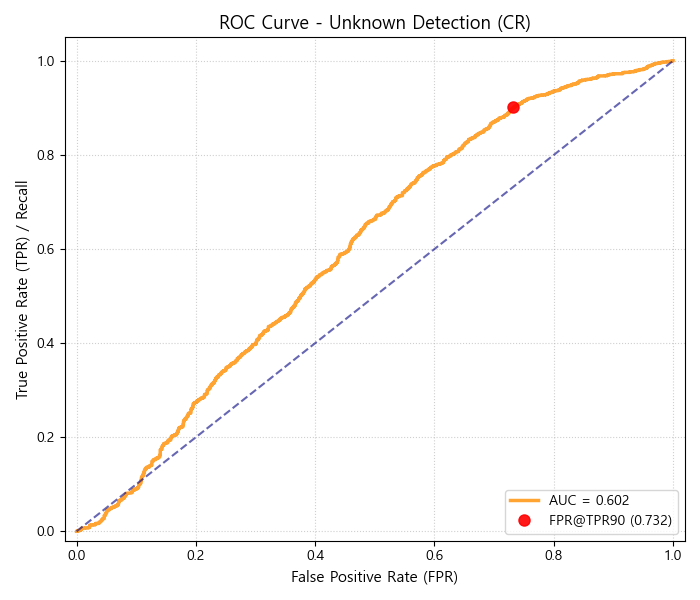 ROC Curve - Unknown Detection (CR)
True Positive Rate (TPR) / Recall
1.0
0.8
0.6
0.4
0.2
0.0
0.0 0.2 0.4 0.6 0.8 1.0
False Positive Rate (FPR)
AUC = 0.602
FPR@TPR90 (0.732)